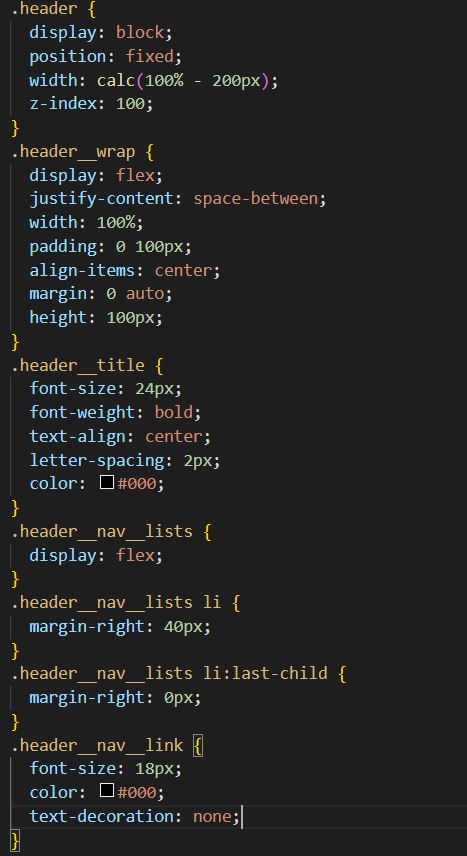 .header {
  display: block;
  position: fixed;
  width: calc(100% - 200px);
  z-index: 100;
}
.header__wrap {
  display: flex;
  justify-content: space-between;
  width: 100%;
  padding: 0 100px;
  align-items: center;
  margin: 0 auto;
  height: 100px;
}
.header__title {
  font-size: 24px;
  font-weight: bold;
  text-align: center;
  letter-spacing: 2px;
  color: #000;
}
.header__nav__lists {
  display: flex;
}
.header__nav__lists li {
  margin-right: 40px;
}
.header__nav__lists li:last-child {
  margin-right: 0px;
}
.header__nav__link {
  font-size: 18px;
  color: #000;
  text-decoration: none;
}